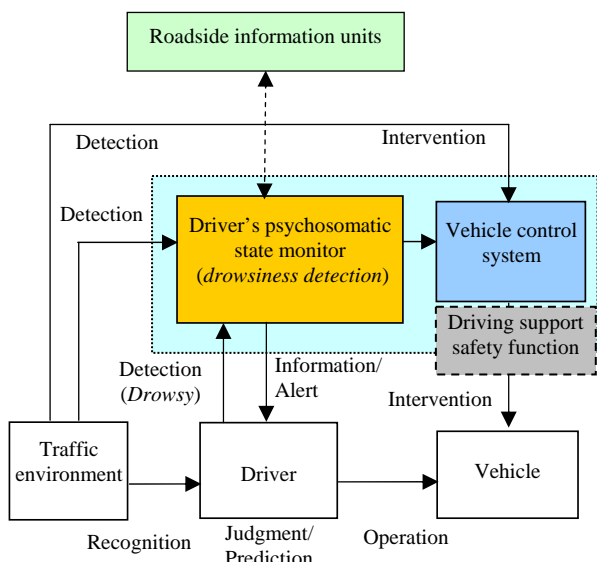 Roadside information units
Detection
Intervention
Detection
Driver's psychosomatic
state monitor
(drowsiness detection)
Vehicle control
system
Driving support
safety function
Detection
(Drowsy)
Information/
Alert
Intervention
Traffic
environment
Driver
Vehicle
Recognition
Judgment/
Prediction
Operation